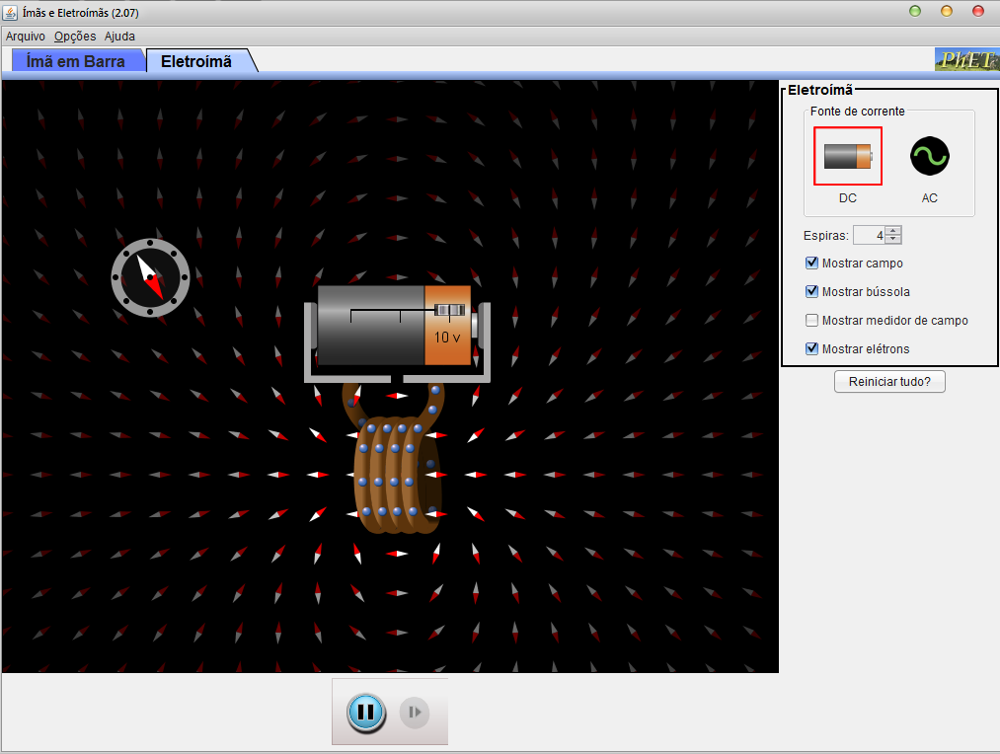 Ímãs e Eletroímãs (2.07)
Arquivo Opções Ajuda
Ímã em Barra Eletroímã
PhET
Eletroímã
Fonte de corrente
DC AC
Espiras: 4
Mostrar campo
Mostrar bússola
Mostrar medidor de campo
Mostrar elétrons
Reiniciar tudo?
10 v